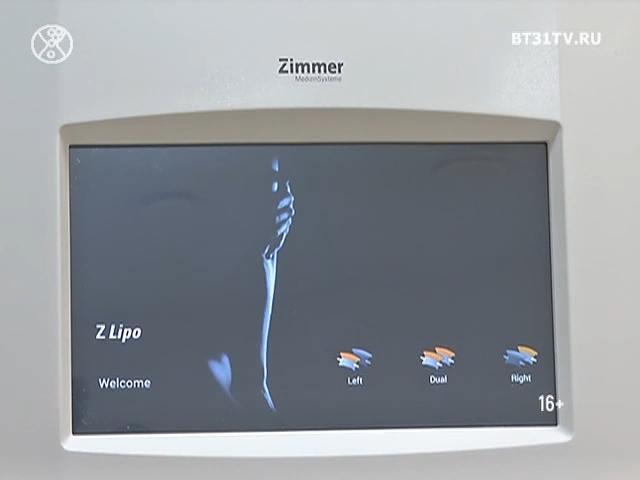 BT31TV.RU
Zimmer
MedizinSysteme
Z Lipo
Welcome
Left
Dual
Right
16+